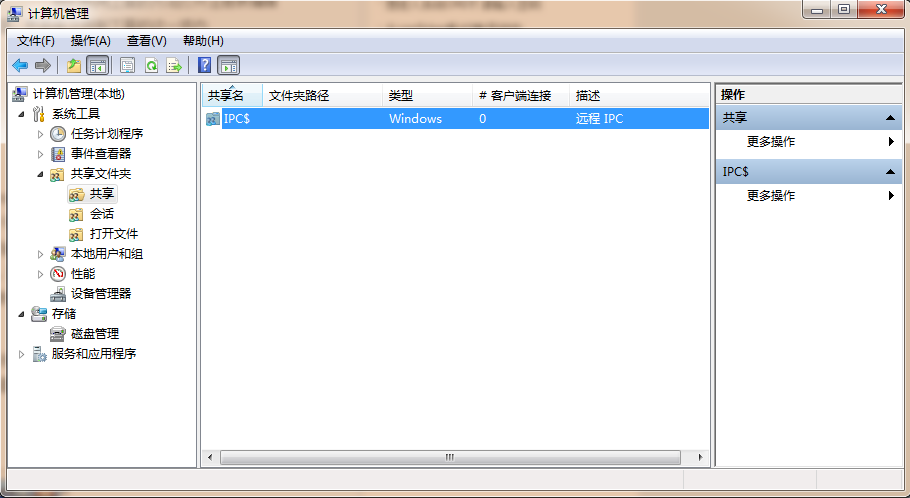 计算机管理
文件(F) 操作(A) 查看(V) 帮助(H)
计算机管理(本地)
系统工具
任务计划程序
事件查看器
共享文件夹
共享
会话
打开文件
本地用户和组
性能
设备管理器
存储
磁盘管理
服务和应用程序
共享名 文件夹路径 类型 # 客户端连接 描述
IPC$ Windows 0 远程 IPC
操作
共享
更多操作
IPC$
更多操作